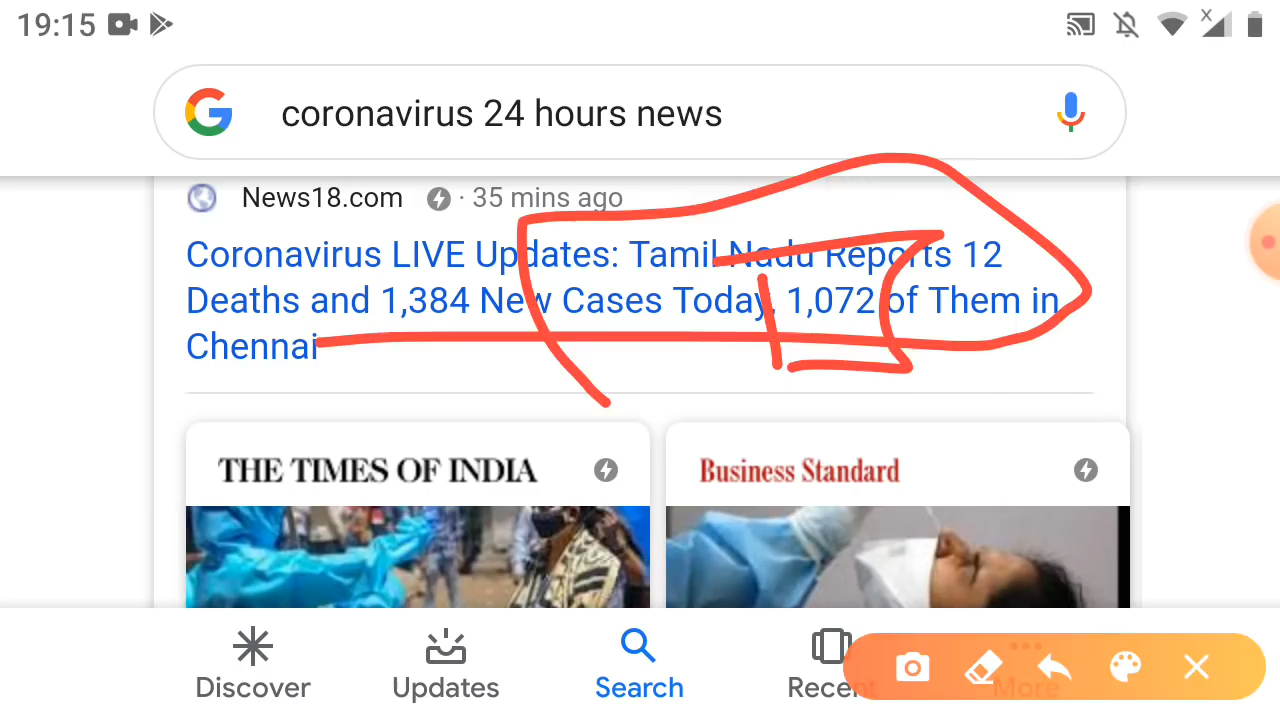 19:15
X
coronavirus 24 hours news
News18.com · 35 mins ago
Coronavirus LIVE Updates: Tamil Nadu Reports 12
Deaths and 1,384 New Cases Today, 1,072 of Them in
Chennai
THE TIMES OF INDIA
Business Standard
Discover
Updates
Search
Recent
More